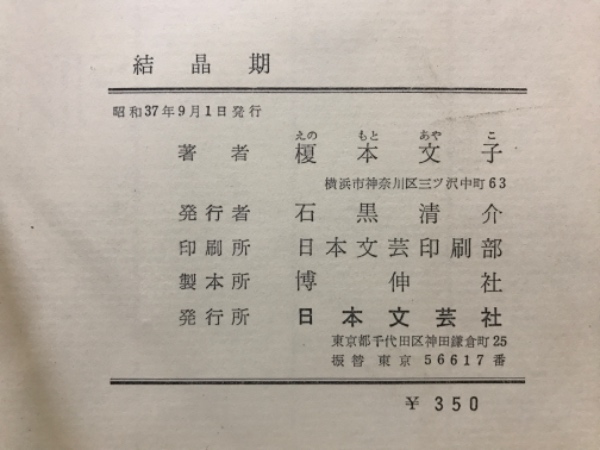 結晶期
昭和37年9月1日発行
えの もと あや こ
著者 榎本文子
横浜市神奈川区三ツ沢中町63
発行者 石黒清介
印刷所 日本文芸印刷部
製本所 博伸社
発行所 日本文芸社
東京都千代田区神田鎌倉町25
振替東京56617番
¥350